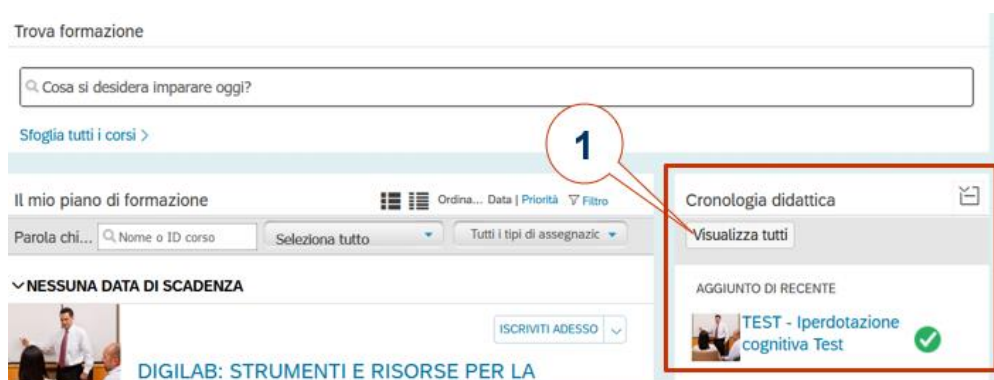 Trova formazione
Cosa si desidera imparare oggi?
Sfoglia tutti i corsi >
1
Il mio piano di formazione
Ordina... Data | Priorità Filtro
Parola chi... Nome o ID corso Seleziona tutto Tutti i tipi di assegnazic
NESSUNA DATA DI SCADENZA
ISCRIVITI ADESSO
DIGILAB: STRUMENTI E RISORSE PER LA
Cronologia didattica
Visualizza tutti
AGGIUNTO DI RECENTE
TEST - Iperdotazione
cognitiva Test